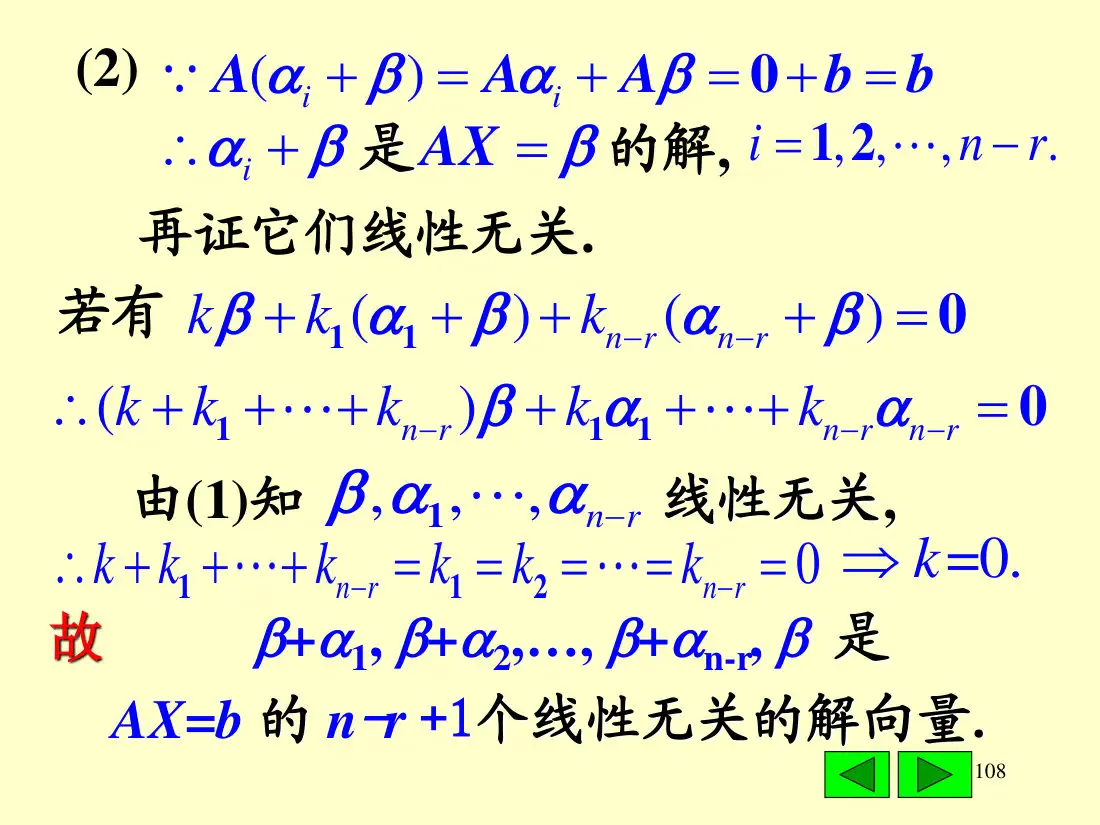 (2) ∵ A(αᵢ + β) = Aαᵢ + Aβ = 0 + b = b
∴ αᵢ + β 是 AX = β 的解, i = 1, 2, ⋯, n − r.
再证它们线性无关.
若有 kβ + k₁(α₁ + β) + kₙ₋ᵣ(αₙ₋ᵣ + β) = 0
∴ (k + k₁ + ⋯ + kₙ₋ᵣ)β + k₁α₁ + ⋯ + kₙ₋ᵣαₙ₋ᵣ = 0
由(1)知 β, α₁, ⋯, αₙ₋ᵣ 线性无关,
∴ k + k₁ + ⋯ + kₙ₋ᵣ = k₁ = k₂ = ⋯ = kₙ₋ᵣ = 0 ⇒ k=0.
故 β+α₁, β+α₂,…, β+αₙ₋ᵣ, β 是
AX=b 的 n−r +1个线性无关的解向量.
108